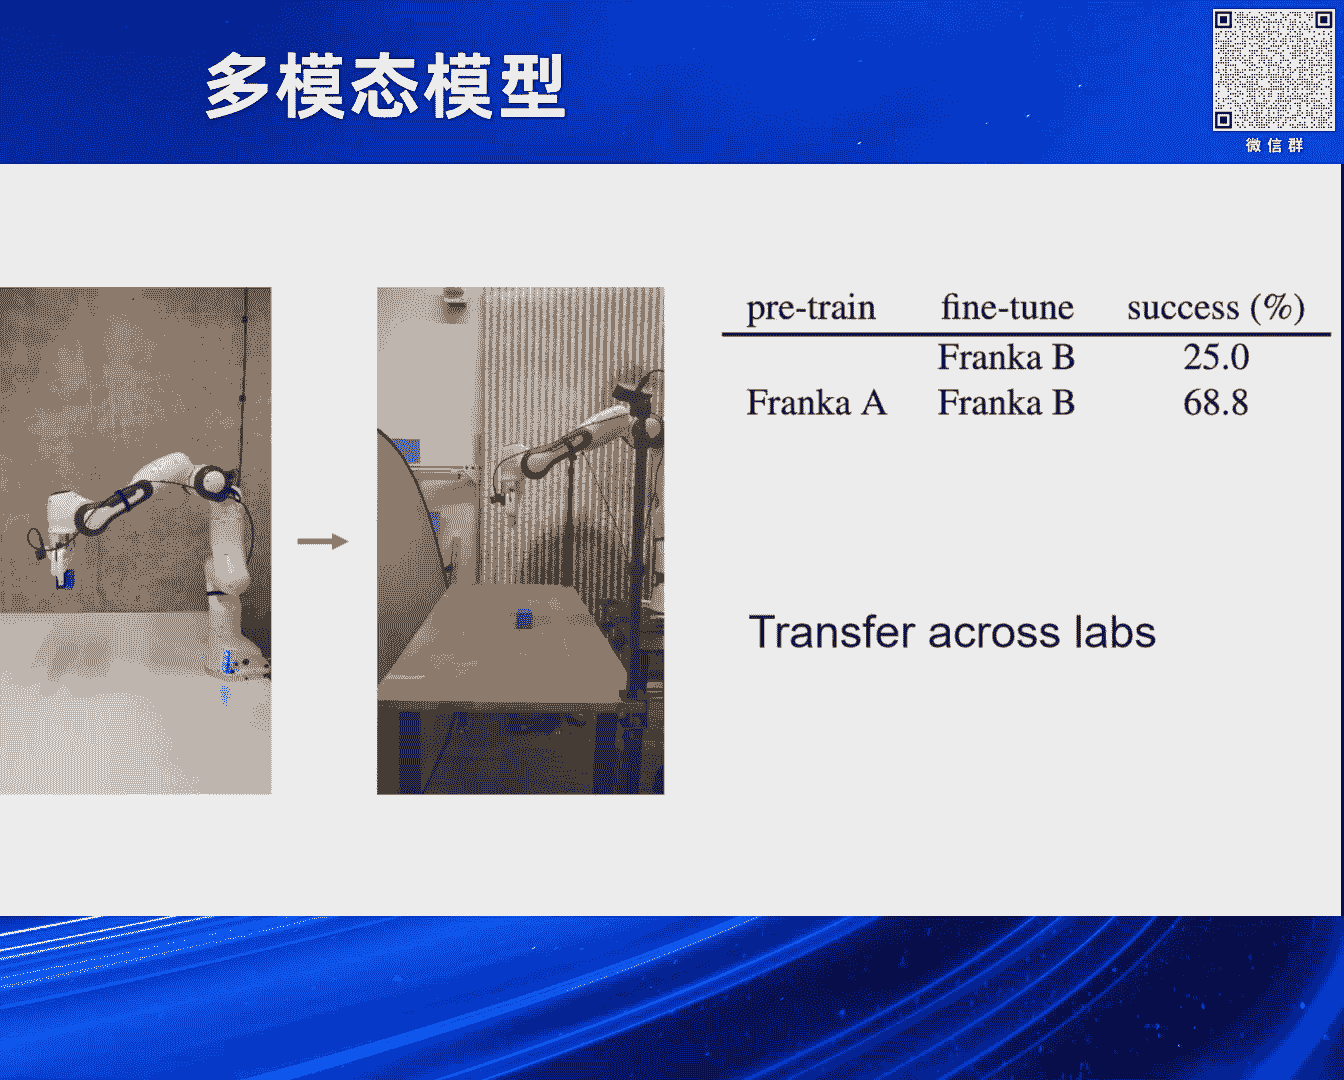 多模态模型
微信群
pre-train fine-tune success (%)
Franka B 25.0
Franka A Franka B 68.8
Transfer across labs